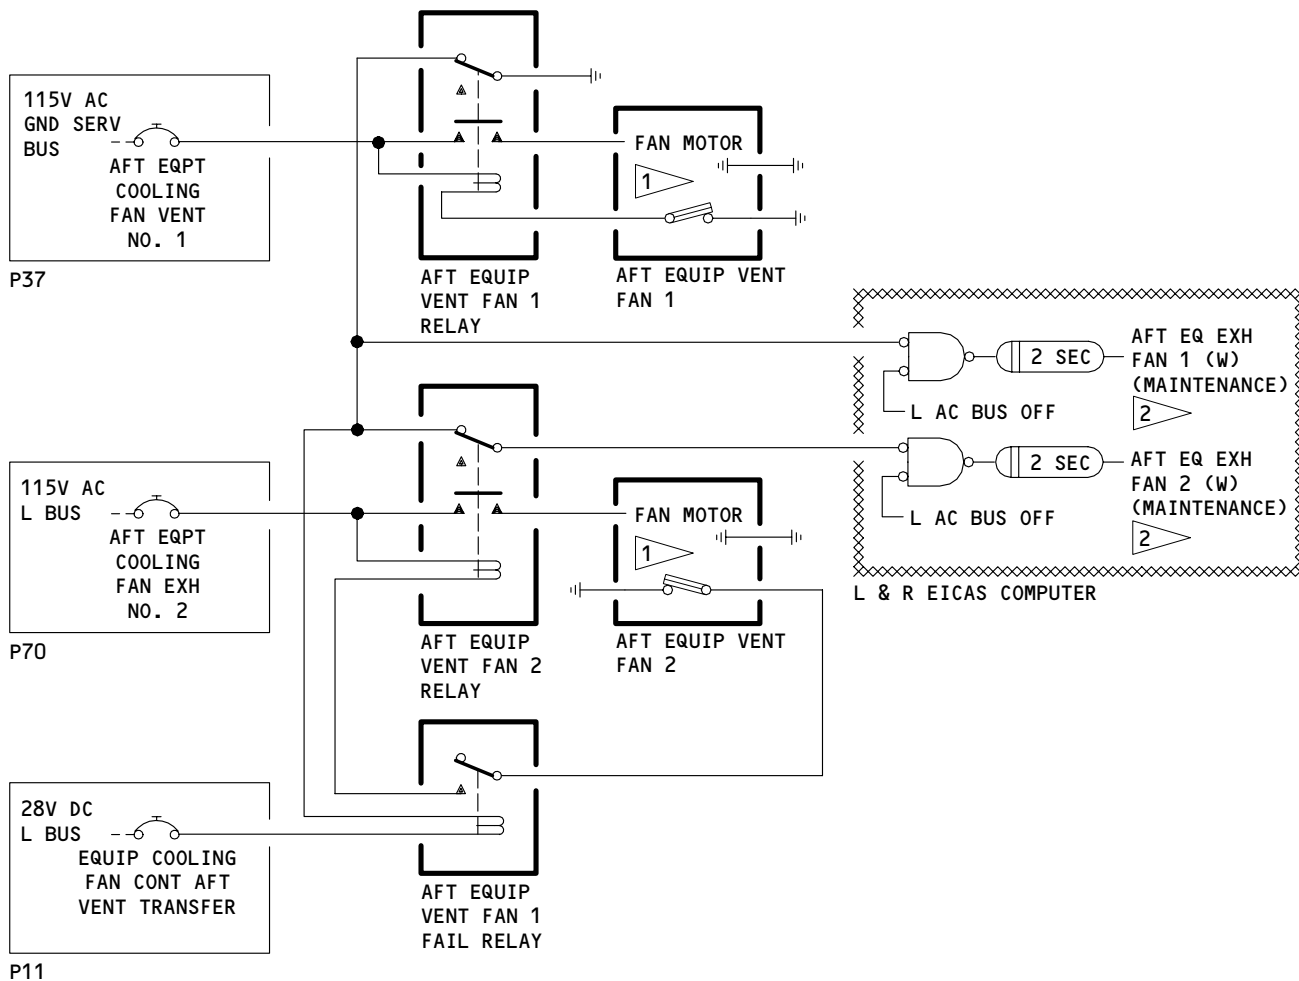 115V AC
GND SERV
BUS
AFT EQPT
COOLING
FAN VENT
NO. 1
P37
AFT EQUIP
VENT FAN 1
RELAY
FAN MOTOR
1
AFT EQUIP VENT
FAN 1
2 SEC
AFT EQ EXH
FAN 1 (W)
(MAINTENANCE)
2
L AC BUS OFF
2 SEC
AFT EQ EXH
FAN 2 (W)
(MAINTENANCE)
2
L AC BUS OFF
L & R EICAS COMPUTER
115V AC
L BUS
AFT EQPT
COOLING
FAN EXH
NO. 2
P70
AFT EQUIP
VENT FAN 2
RELAY
FAN MOTOR
1
AFT EQUIP VENT
FAN 2
28V DC
L BUS
EQUIP COOLING
FAN CONT AFT
VENT TRANSFER
P11
AFT EQUIP
VENT FAN 1
FAIL RELAY